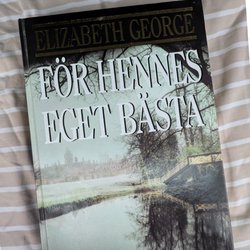 ELIZABETH GEORGE
FÖR HENNES
EGET BÄSTA